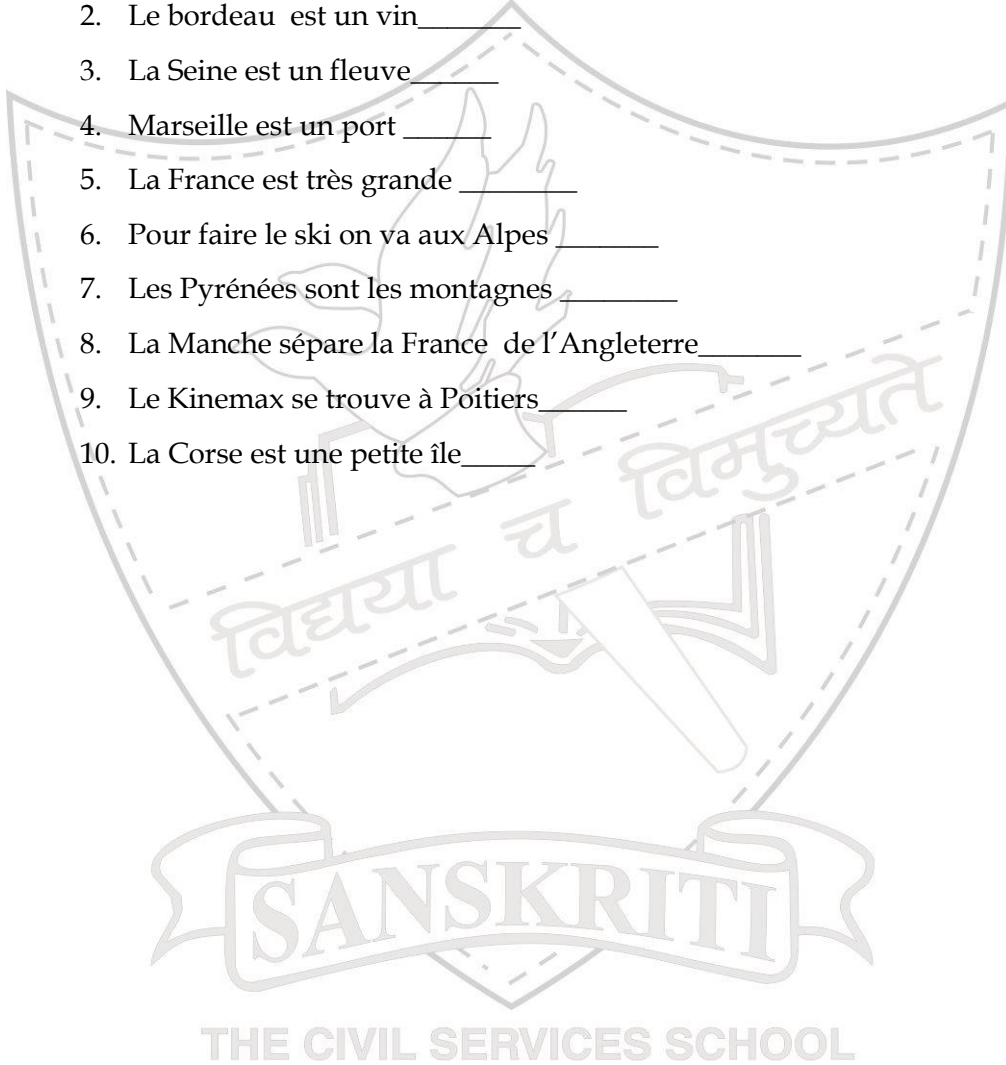 2. Le bordeau est un vin_______
3. La Seine est un fleuve______
4. Marseille est un port ______
5. La France est très grande ________
6. Pour faire le ski on va aux Alpes _______
7. Les Pyrénées sont les montagnes ________
8. La Manche sépare la France de l’Angleterre_______
9. Le Kinemax se trouve à Poitiers______
10. La Corse est une petite île_____
विद्यया च विमुच्यते
SANSKRITI
THE CIVIL SERVICES SCHOOL